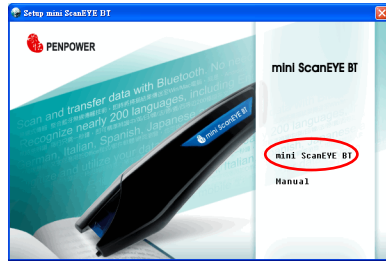 Setup mini ScanEYE BT
PENPOWER
mini ScanEYE BT
Scan and transfer data with Bluetooth. No
Recognize nearly 200 languages, including
Italian, Spanish, Japanese
mini ScanEYE BT
mini ScanEYE BT
Manual